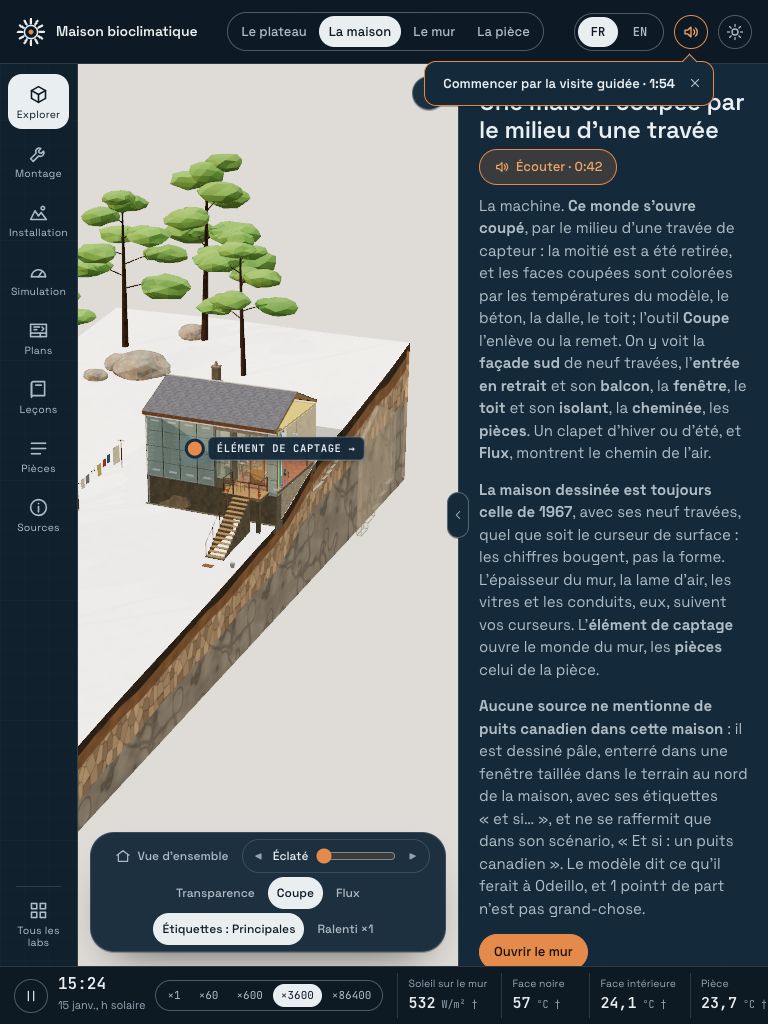 Maison bioclimatique
Le plateau
La maison
Le mur
La pièce
FR
EN
Commencer par la visite guidée · 1:54
Explorer
Montage
Installation
Simulation
Plans
Leçons
Pièces
Sources
Tous les
labs
ÉLÉMENT DE CAPTAGE →
Une maison coupée par
le milieu d'une travée
Écouter · 0:42
La machine. Ce monde s'ouvre
coupé, par le milieu d'une travée de
capteur : la moitié est a été retirée,
et les faces coupées sont colorées
par les températures du modèle, le
béton, la dalle, le toit ; l'outil Coupe
l'enlève ou la remet. On y voit la
façade sud de neuf travées, l'entrée
en retrait et son balcon, la fenêtre, le
toit et son isolant, la cheminée, les
pièces. Un clapet d'hiver ou d'été, et
Flux, montrent le chemin de l'air.
La maison dessinée est toujours
celle de 1967, avec ses neuf travées,
quel que soit le curseur de surface :
les chiffres bougent, pas la forme.
L'épaisseur du mur, la lame d'air, les
vitres et les conduits, eux, suivent
vos curseurs. L'élément de captage
ouvre le monde du mur, les pièces
celui de la pièce.
Aucune source ne mentionne de
puits canadien dans cette maison : il
est dessiné pâle, enterré dans une
fenêtre taillée dans le terrain au nord
de la maison, avec ses étiquettes
« et si… », et ne se raffermit que
dans son scénario, « Et si : un puits
canadien ». Le modèle dit ce qu'il
ferait à Odeillo, et 1 point† de part
n'est pas grand-chose.
Ouvrir le mur
Vue d'ensemble
◄ Éclaté ►
Transparence
Coupe
Flux
Étiquettes : Principales
Ralenti ×1
15:24
15 janv., h solaire
×1
×60
×600
×3600
×86400
Soleil sur le mur
532 W/m² †
Face noire
57 °C †
Face intérieure
24,1 °C †
Pièce
23,7 °C †